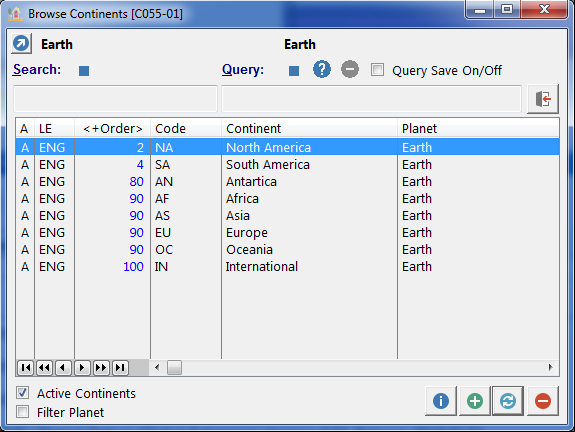 Browse Continents [C055-01]
Earth Earth
Search: Query: ? Query Save On/Off
A LE <+Order> Code Continent Planet
A ENG 2 NA North America Earth
A ENG 4 SA South America Earth
A ENG 80 AN Antartica Earth
A ENG 90 AF Africa Earth
A ENG 90 AS Asia Earth
A ENG 90 EU Europe Earth
A ENG 90 OC Oceania Earth
A ENG 100 IN International Earth
Active Continents
Filter Planet